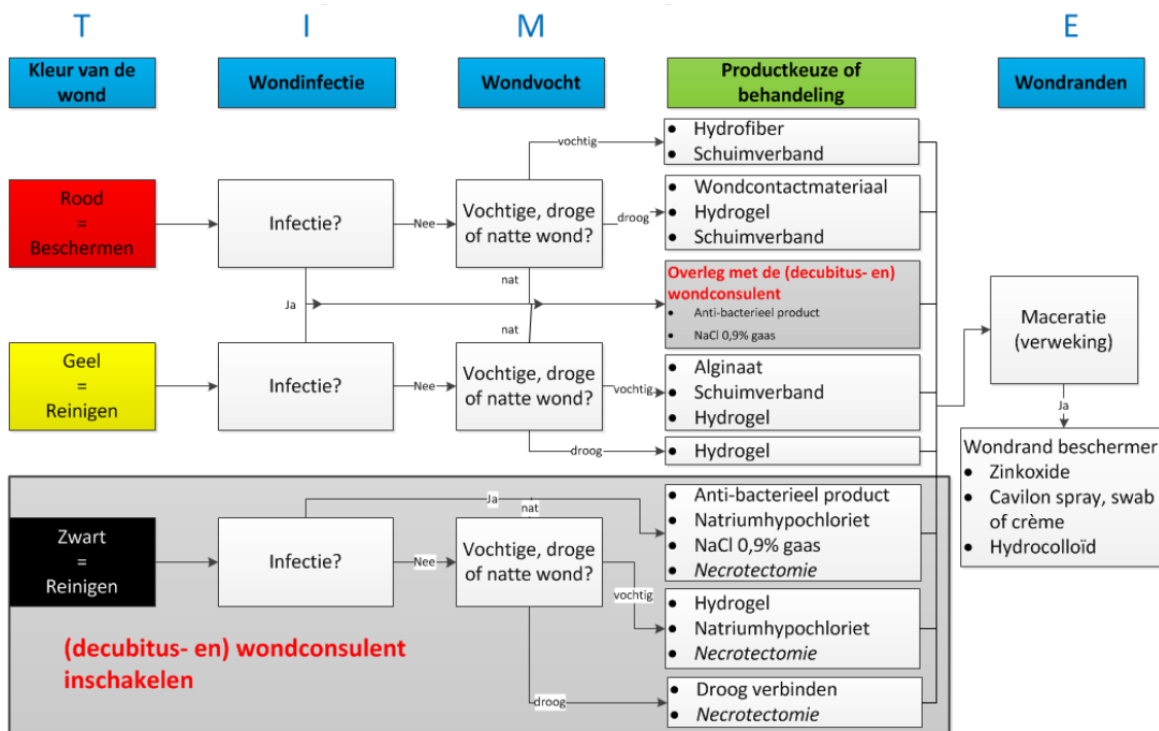 T
I
M
E
Kleur van de
wond
Wondinfectie
Wondvocht
Productkeuze of
behandeling
Wondranden
Rood
=
Beschermen
Infectie?
Nee
Vochtige, droge
of natte wond?
vochtig
• Hydrofiber
• Schuimverband
droog
• Wondcontactmateriaal
• Hydrogel
• Schuimverband
nat
Ja
Overleg met de (decubitus- en)
wondconsulent
• Anti-bacterieel product
• NaCl 0,9% gaas
nat
Geel
=
Reinigen
Infectie?
Nee
Vochtige, droge
of natte wond?
vochtig
• Alginaat
• Schuimverband
• Hydrogel
droog
• Hydrogel
Zwart
=
Reinigen
Infectie?
Ja
Nee
nat
Vochtige, droge
of natte wond?
• Anti-bacterieel product
• Natriumhypochloriet
• NaCl 0,9% gaas
• Necrotectomie
vochtig
• Hydrogel
• Natriumhypochloriet
• Necrotectomie
droog
• Droog verbinden
• Necrotectomie
(decubitus- en) wondconsulent
inschakelen
Maceratie
(verweking)
Ja
Wondrand beschermer
• Zinkoxide
• Cavilon spray, swab
of crème
• Hydrocolloïd